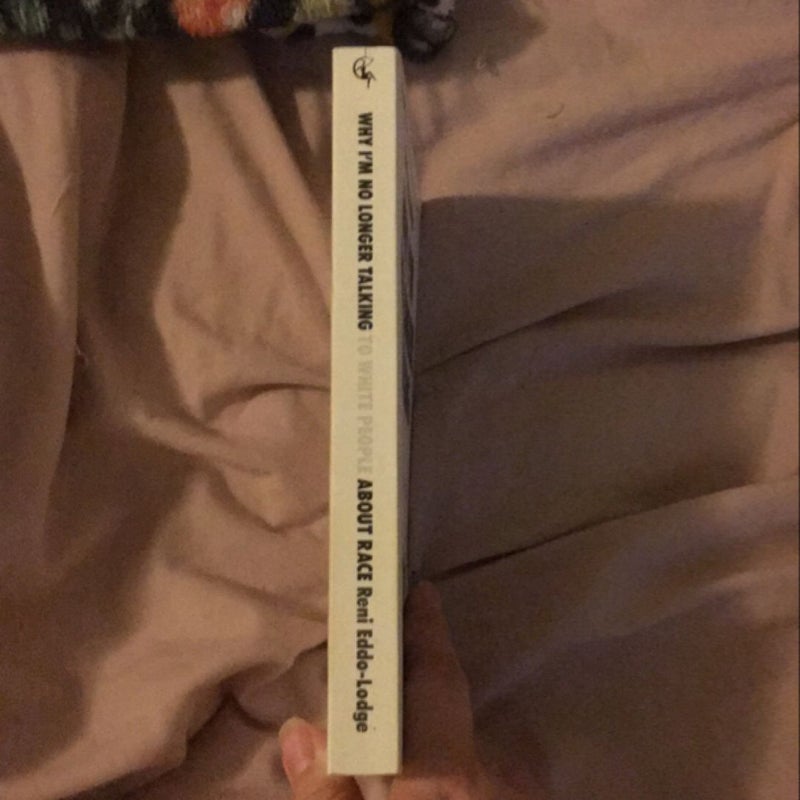 WHY I'M NO LONGER TALKING TO WHITE PEOPLE ABOUT RACE Reni Eddo-Lodge